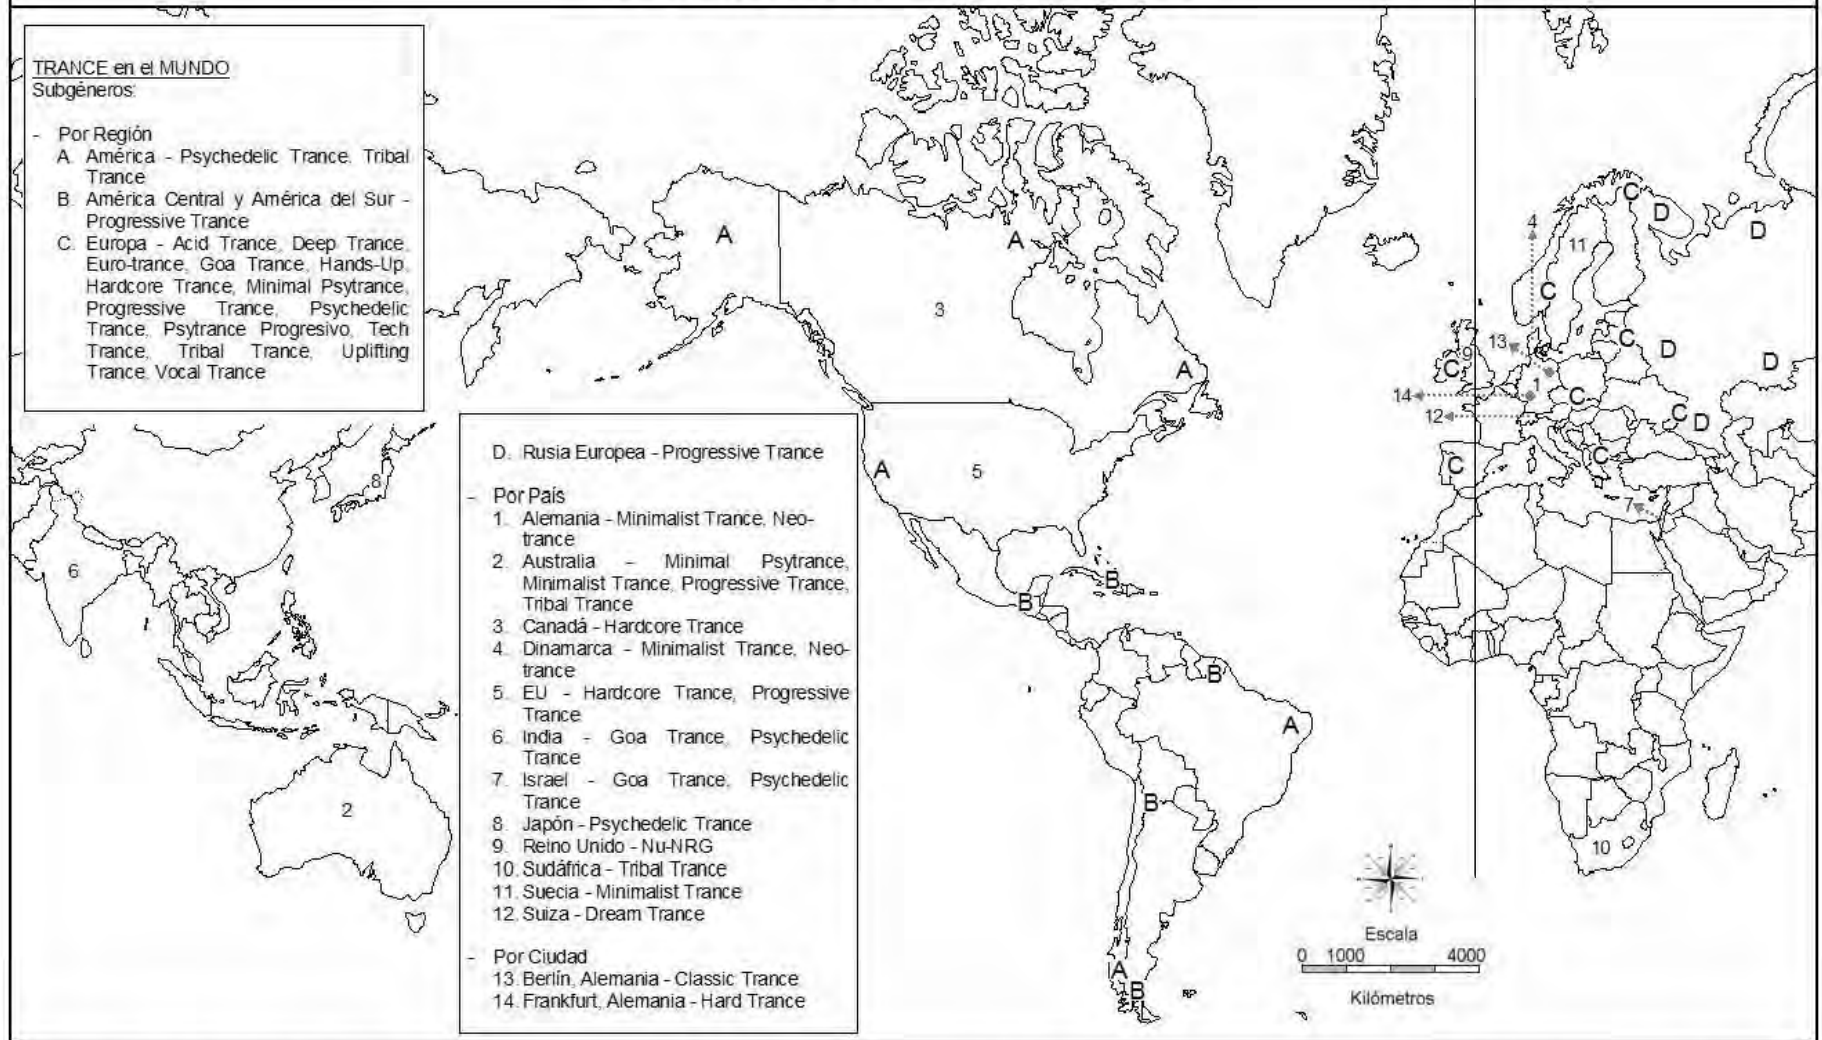 TRANCE en el MUNDO
Subgéneros:
- Por Región
A. América - Psychedelic Trance, Tribal
Trance
B. América Central y América del Sur -
Progressive Trance
C. Europa - Acid Trance, Deep Trance,
Euro-trance, Goa Trance, Hands-Up,
Hardcore Trance, Minimal Psytrance,
Progressive Trance, Psychedelic
Trance, Psytrance Progresivo, Tech
Trance, Tribal Trance, Uplifting
Trance, Vocal Trance
D. Rusia Europea - Progressive Trance
- Por País
1. Alemania - Minimalist Trance, Neo-
trance
2. Australia - Minimal Psytrance,
Minimalist Trance, Progressive Trance,
Tribal Trance
3. Canadá - Hardcore Trance
4. Dinamarca - Minimalist Trance, Neo-
trance
5. EU - Hardcore Trance, Progressive
Trance
6. India - Goa Trance, Psychedelic
Trance
7. Israel - Goa Trance, Psychedelic
Trance
8. Japón - Psychedelic Trance
9. Reino Unido - Nu-NRG
10. Sudáfrica - Tribal Trance
11. Suecia - Minimalist Trance
12. Suiza - Dream Trance
- Por Ciudad
13. Berlín, Alemania - Classic Trance
14. Frankfurt, Alemania - Hard Trance
8
6
2
A
A
3
A
A
5
B
B
B
A
B
A
B
4
C
D
D
11
C
13
9
C
C
D
D
1
14
C
12
C
D
C
C
7
10
Escala
0 1000 4000
Kilómetros